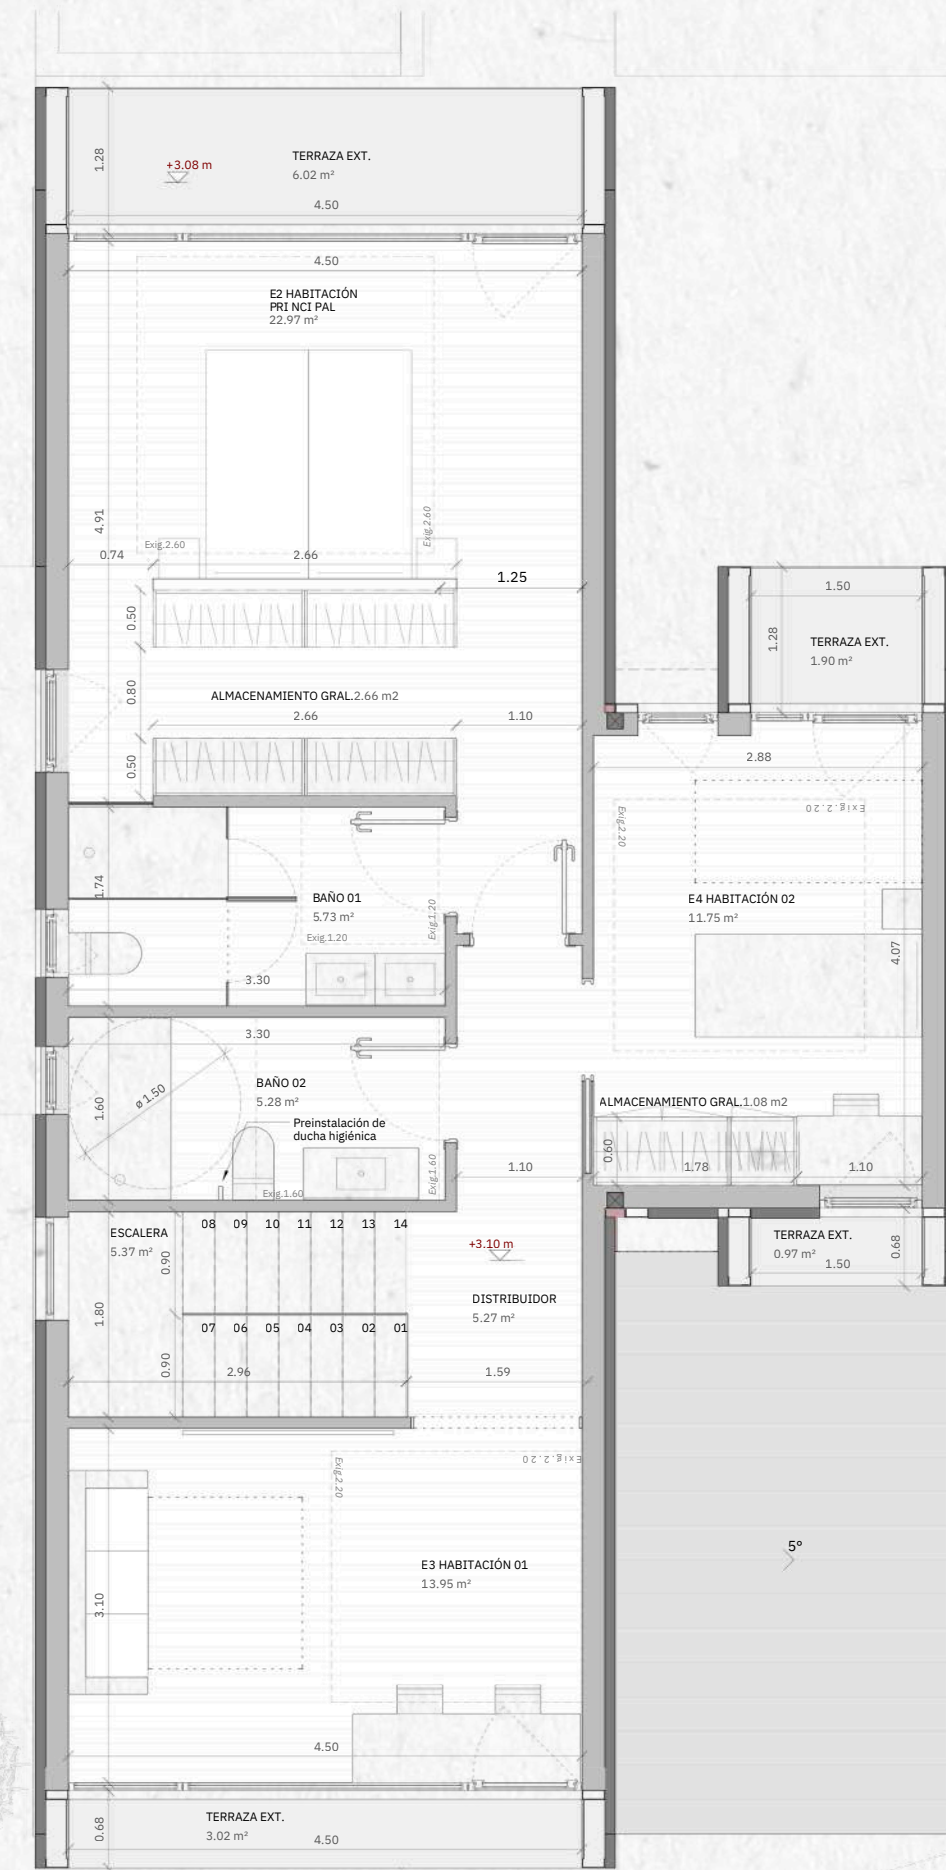 TERRAZA EXT.
6.02 m²
+3.08 m
1.28
4.50
4.50
E2 HABITACIÓN
PRI NCI PAL
22.97 m²
4.91
Exig.2.60
Exig.2.60
0.74
2.66
1.25
0.50
0.80
ALMACENAMIENTO GRAL.2.66 m2
2.66
1.10
0.50
1.50
1.28
TERRAZA EXT.
1.90 m²
2.88
Exig.2.20
Exig.2.20
1.74
BAÑO 01
5.73 m²
Exig.1.20
Exig.1.20
3.30
E4 HABITACIÓN 02
11.75 m²
4.07
3.30
ø 1.50
1.60
BAÑO 02
5.28 m²
Preinstalación de
ducha higiénica
Exig.1.60
Exig.1.60
1.10
ALMACENAMIENTO GRAL.1.08 m2
0.60
1.78
1.10
ESCALERA
5.37 m²
08 09 10 11 12 13 14
0.90
1.80
07 06 05 04 03 02 01
0.90
2.96
1.59
+3.10 m
DISTRIBUIDOR
5.27 m²
TERRAZA EXT.
0.97 m²
1.50
0.68
Exig.2.20
Exig.2.20
E3 HABITACIÓN 01
13.95 m²
3.10
5°
4.50
TERRAZA EXT.
3.02 m²
0.68
4.50